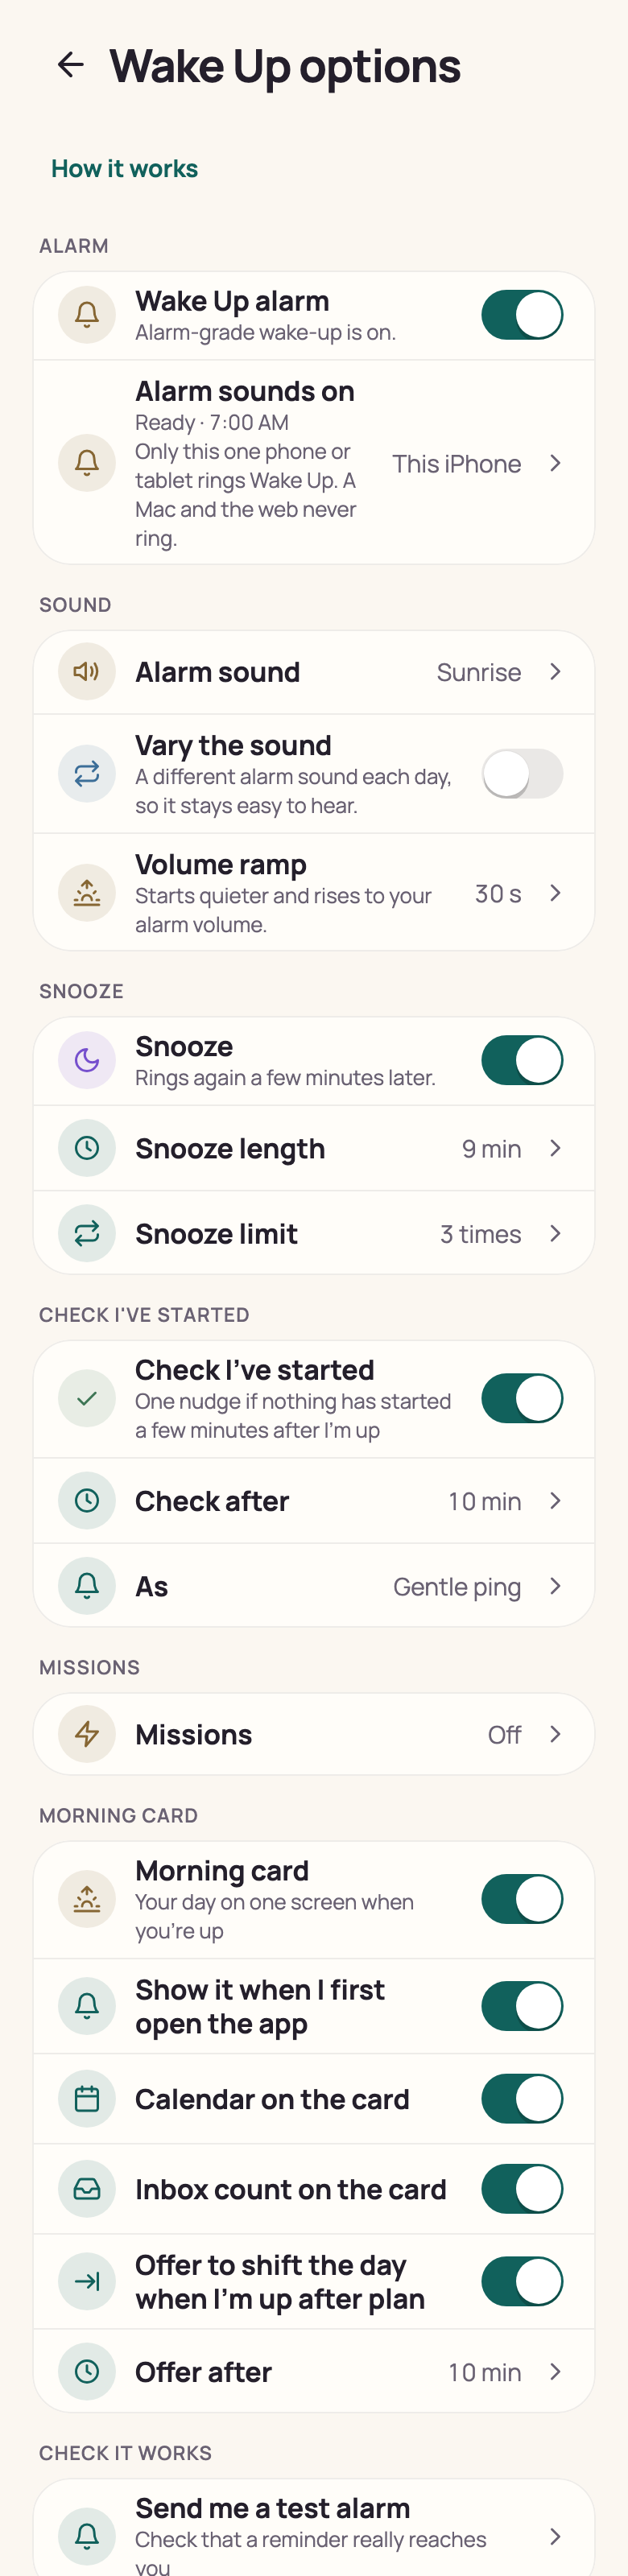 Wake Up options
How it works
ALARM
Wake Up alarm
Alarm-grade wake-up is on.
Alarm sounds on
Ready · 7:00 AM
Only this one phone or
tablet rings Wake Up. A
Mac and the web never
ring.
This iPhone
SOUND
Alarm sound
Sunrise
Vary the sound
A different alarm sound each day,
so it stays easy to hear.
Volume ramp
Starts quieter and rises to your
alarm volume.
30 s
SNOOZE
Snooze
Rings again a few minutes later.
Snooze length
9 min
Snooze limit
3 times
CHECK I'VE STARTED
Check I've started
One nudge if nothing has started
a few minutes after I'm up
Check after
10 min
As
Gentle ping
MISSIONS
Missions
Off
MORNING CARD
Morning card
Your day on one screen when
you're up
Show it when I first
open the app
Calendar on the card
Inbox count on the card
Offer to shift the day
when I'm up after plan
Offer after
10 min
CHECK IT WORKS
Send me a test alarm
Check that a reminder really reaches
you